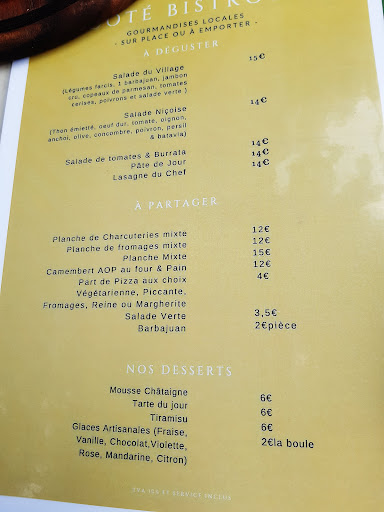 OTÉ BISTRO
GOURMANDISES LOCALES
- SUR PLACE OU À EMPORTER -
À DÉGUSTER
Salade du Village 15€
(Légumes farcis, 1 barbajuan, jambon
cru, copeaux de parmesan, tomates
cerises, poivrons et salade verte )
Salade Niçoise 14€
(Thon émietté, oeuf dur, tomate, oignon,
anchoi, olive, concombre, poivron, persil
& batavia)
Salade de tomates & Burrata 14€
Pâte de Jour 14€
Lasagne du Chef 14€
À PARTAGER
Planche de Charcuteries mixte 12€
Planche de fromages mixte 12€
Planche Mixte 15€
Camembert AOP au four & Pain 12€
Part de Pizza aux choix 4€
Végétarienne, Piccante,
Fromages, Reine ou Margherite
Salade Verte 3,5€
Barbajuan 2€pièce
NOS DESSERTS
Mousse Châtaigne 6€
Tarte du jour 6€
Tiramisu 6€
Glaces Artisanales (Fraise, 2€la boule
Vanille, Chocolat,Violette,
Rose, Mandarine, Citron)
ET SERVICE INCLUS